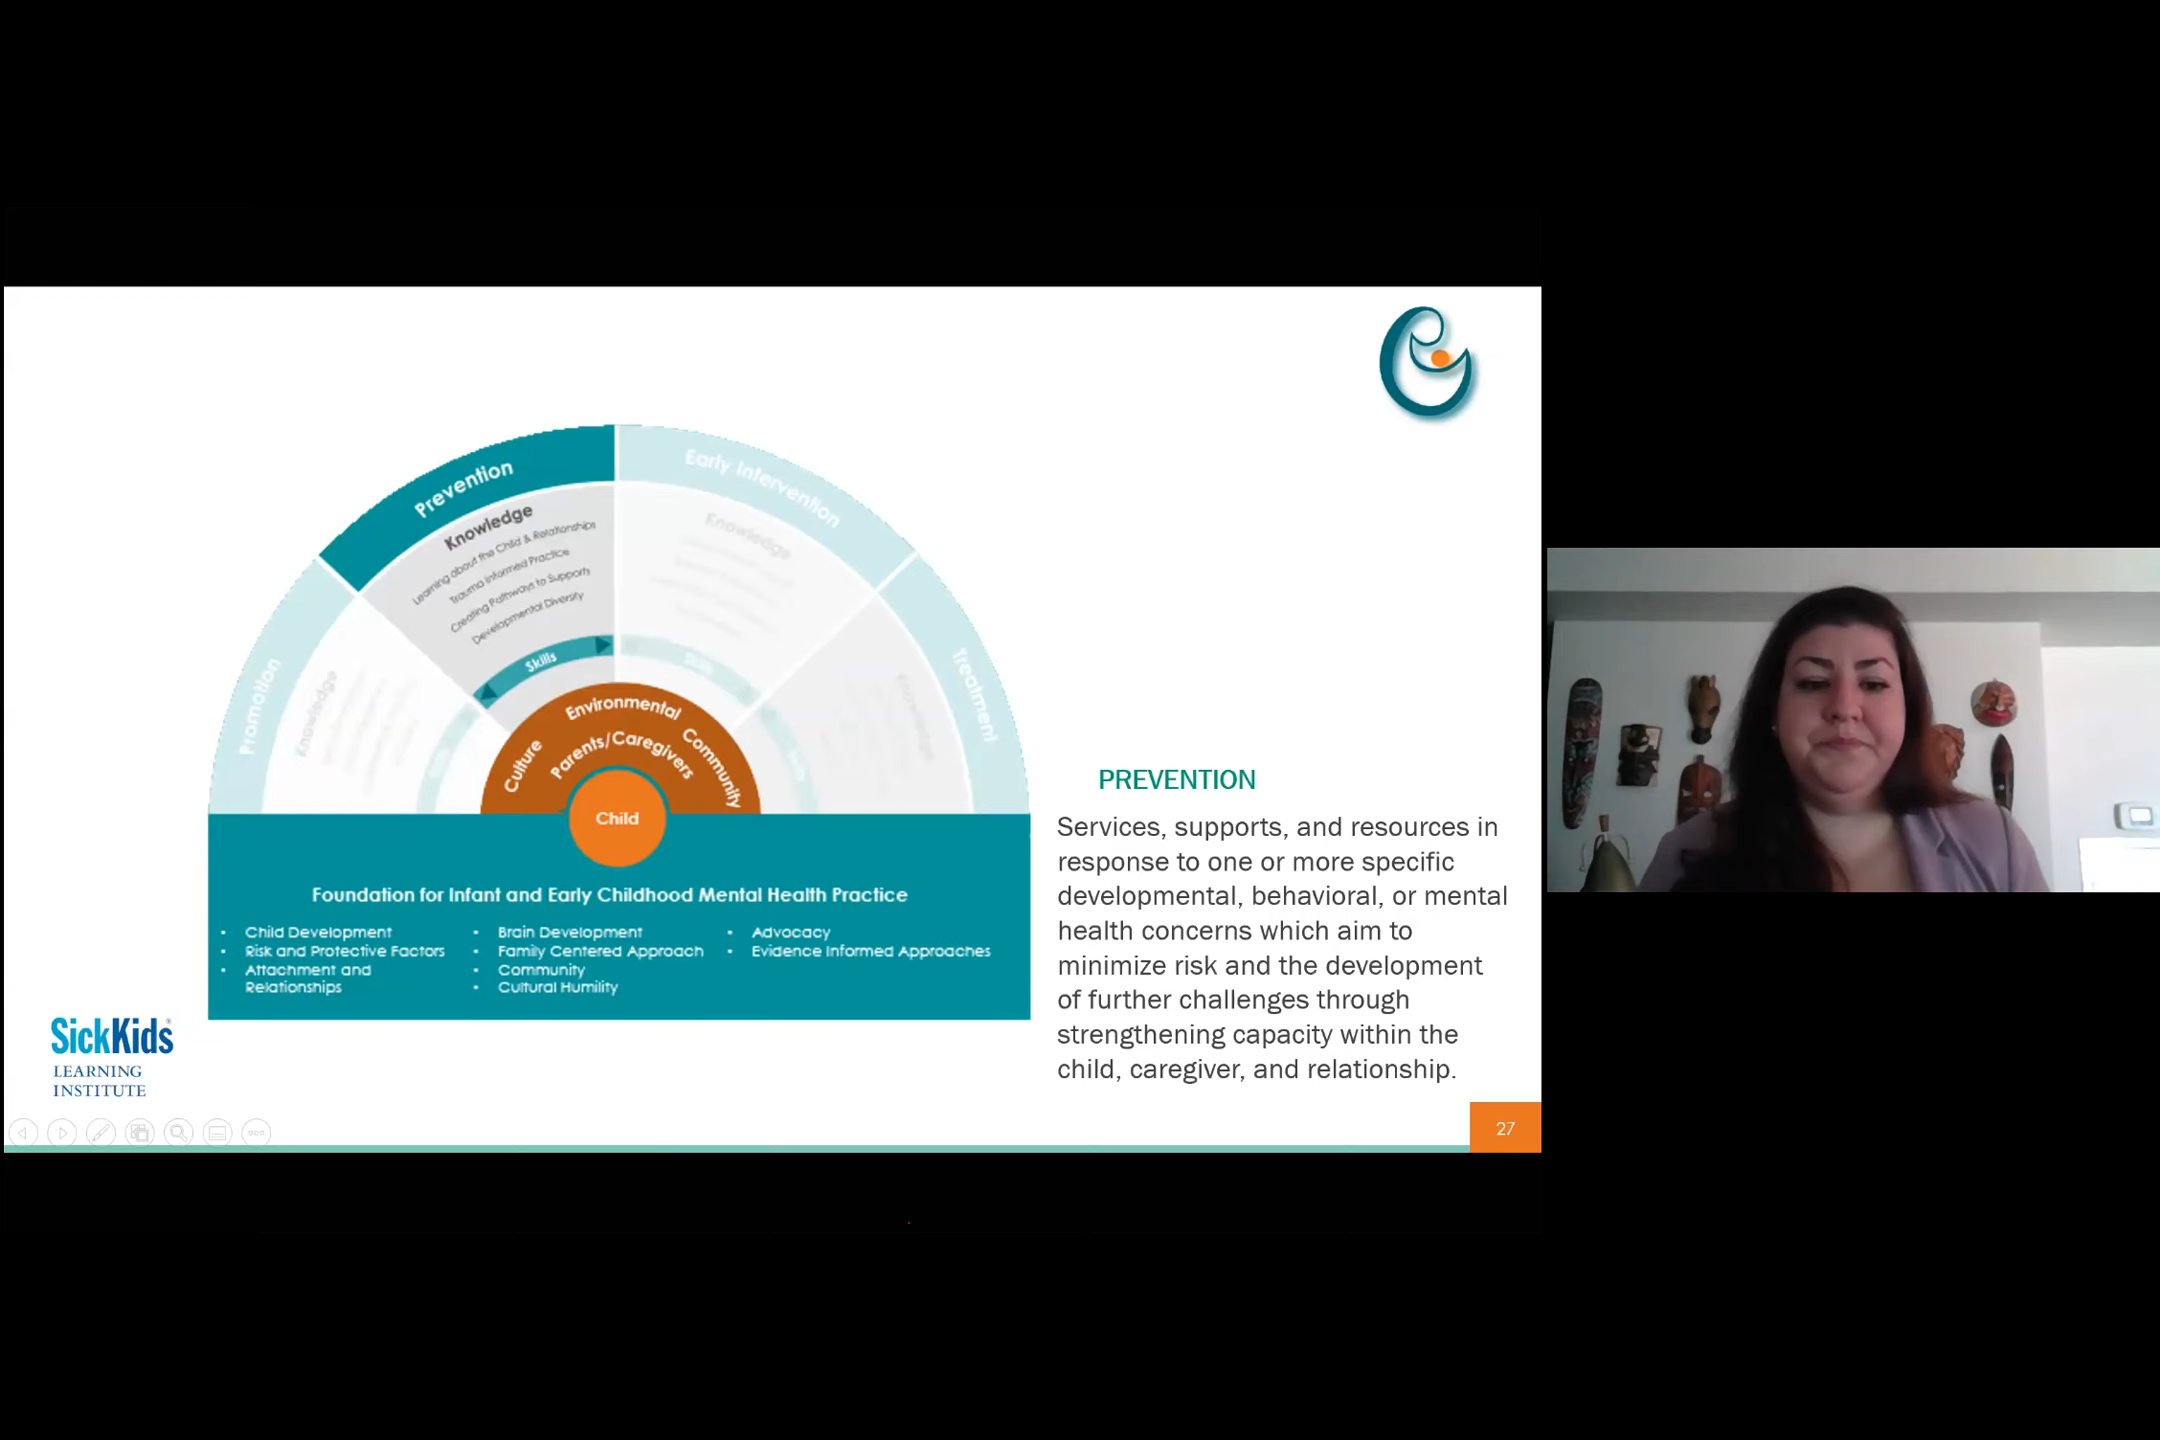 Prevention
Early Intervention
Promotion
Treatment
Knowledge
Learning about the Child & Relationships
Trauma Informed Practice
Creating Pathways to Supports
Developmental Diversity
Skills
Knowledge
Skills
Knowledge
Knowledge
Environmental
Culture
Community
Parents/Caregivers
Child
Foundation for Infant and Early Childhood Mental Health Practice
• Child Development
• Risk and Protective Factors
• Attachment and
Relationships
• Brain Development
• Family Centered Approach
• Community
• Cultural Humility
• Advocacy
• Evidence Informed Approaches
PREVENTION
Services, supports, and resources in
response to one or more specific
developmental, behavioral, or mental
health concerns which aim to
minimize risk and the development
of further challenges through
strengthening capacity within the
child, caregiver, and relationship.
SickKids®
LEARNING
INSTITUTE
27